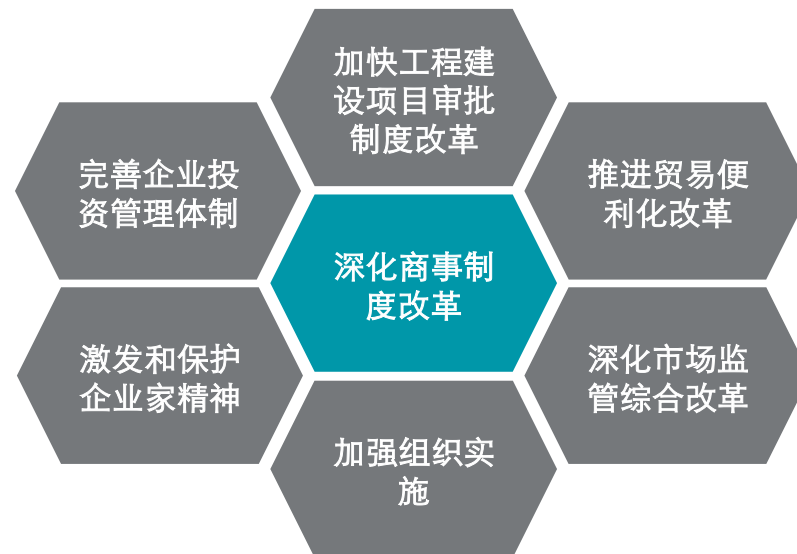 加快工程建
设项目审批
制度改革
完善企业投
资管理体制
推进贸易便
利化改革
深化商事制
度改革
激发和保护
企业家精神
深化市场监
管综合改革
加强组织实
施